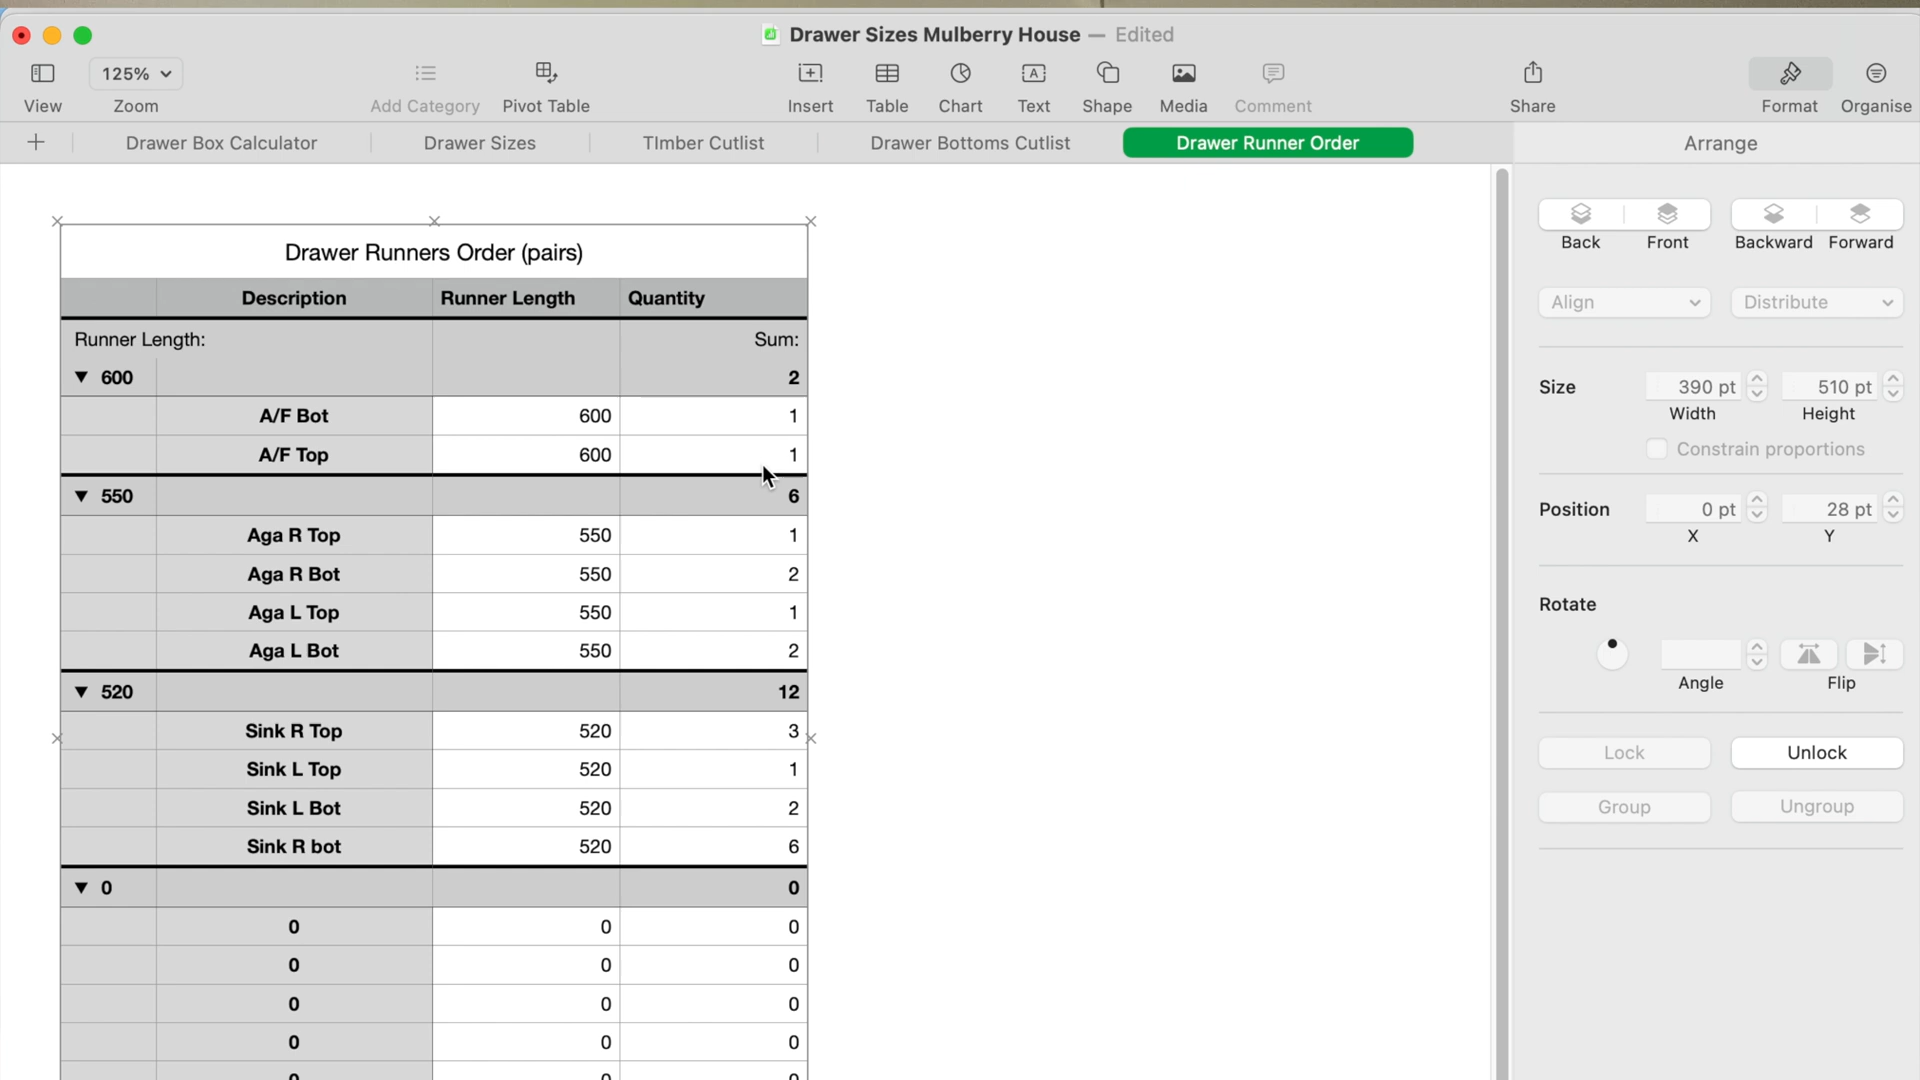 Drawer Sizes Mulberry House — Edited
125%
View Zoom Add Category Pivot Table Insert Table Chart Text Shape Media Comment Share Format Organise
Drawer Box Calculator Drawer Sizes TImber Cutlist Drawer Bottoms Cutlist Drawer Runner Order Arrange
Drawer Runners Order (pairs)
Description Runner Length Quantity
Runner Length: Sum:
600 2
A/F Bot 600 1
A/F Top 600 1
550 6
Aga R Top 550 1
Aga R Bot 550 2
Aga L Top 550 1
Aga L Bot 550 2
520 12
Sink R Top 520 3
Sink L Top 520 1
Sink L Bot 520 2
Sink R bot 520 6
0 0
0 0 0
0 0 0
0 0 0
0 0 0
0 0 0
Back Front Backward Forward
Align Distribute
Size 390 pt 510 pt
Width Height
Constrain proportions
Position 0 pt 28 pt
X Y
Rotate
Angle Flip
Lock Unlock
Group Ungroup